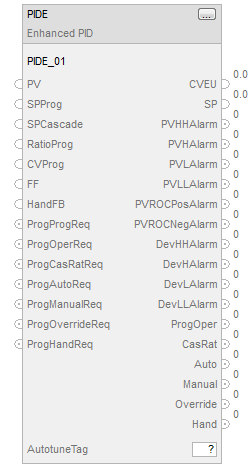 PIDE ...
Enhanced PID
PIDE_01
PV CVEU 0.0
SPProg SP 0.0
SPCascade PVHHAlarm 0
RatioProg PVHAlarm 0
CVProg PVLAlarm 0
FF PVLLAlarm 0
HandFB PVROCPosAlarm 0
ProgProgReq PVROCNegAlarm 0
ProgOperReq DevHHAlarm 0
ProgCasRatReq DevHAlarm 0
ProgAutoReq DevLAlarm 0
ProgManualReq DevLLAlarm 0
ProgOverrideReq ProgOper 0
ProgHandReq CasRat 0
Auto 0
Manual 0
Override 0
Hand 0
AutotuneTag ?